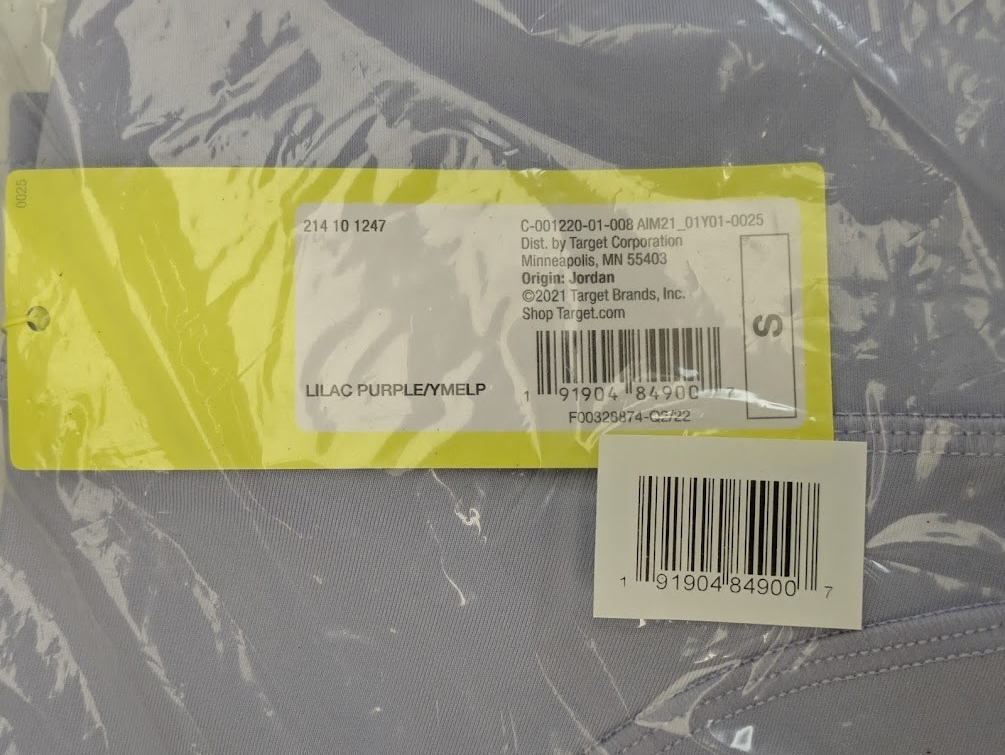 0025
214 10 1247
C-001220-01-008 AIM21_01Y01-0025
Dist. by Target Corporation
Minneapolis, MN 55403
Origin: Jordan
©2021 Target Brands, Inc.
Shop Target.com
S
LILAC PURPLE/YMELP
1 91904 84900 7
F00328874-Q2/22
1 91904 84900 7